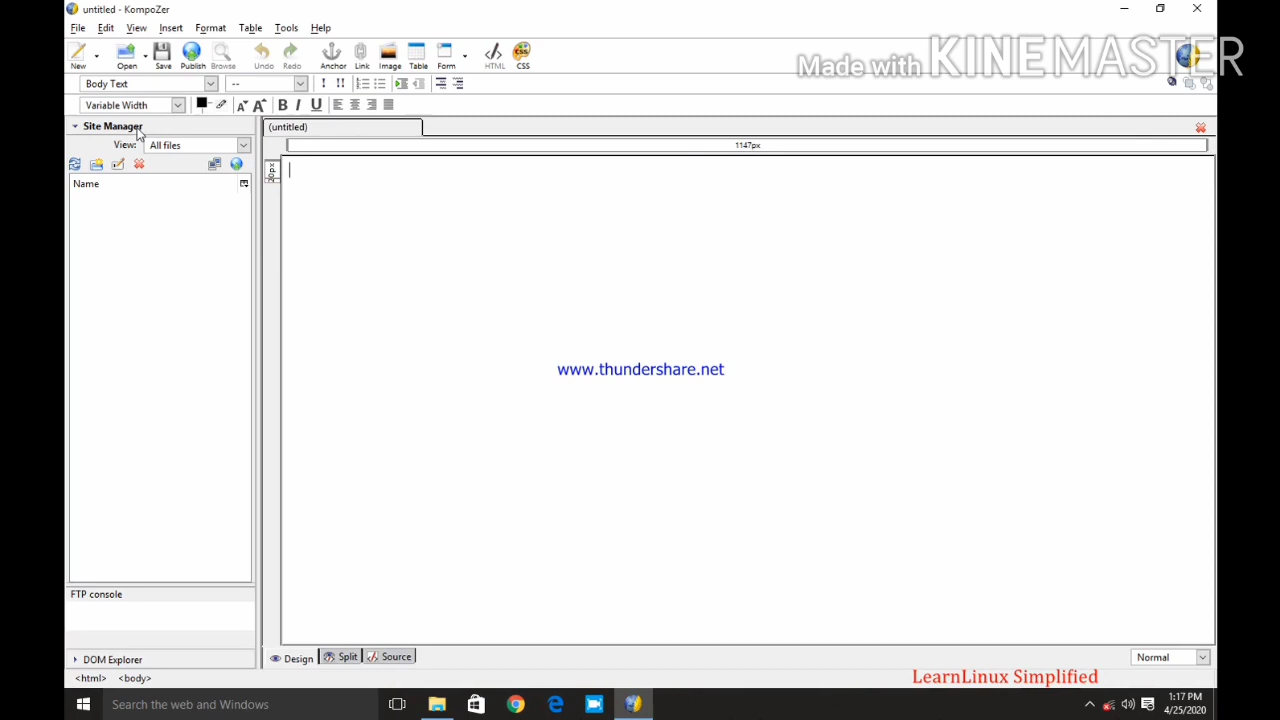 untitled - KompoZer
File Edit View Insert Format Table Tools Help
New Open Save Publish Browse Undo Redo Anchor Link Image Table Form HTML CSS
Made with KINEMASTER
Body Text --
Variable Width B I U
Site Manager
(untitled)
View: All files
1147px
Name
www.thundershare.net
FTP console
DOM Explorer
Design Split Source Normal
<html> <body>
LearnLinux Simplified
Search the web and Windows
1:17 PM
4/25/2020